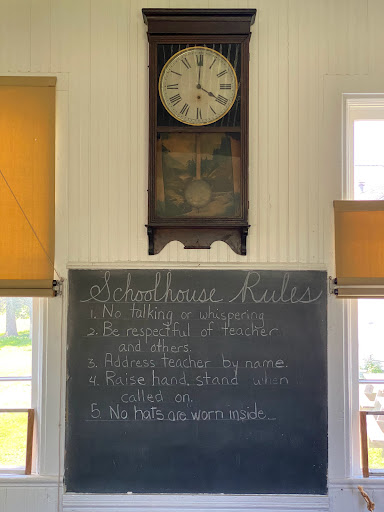 Schoolhouse Rules
1. No talking or whispering
2. Be respectful of teacher
and others.
3. Address teacher by name.
4. Raise hand, stand when
called on.
5. No hats are worn inside.